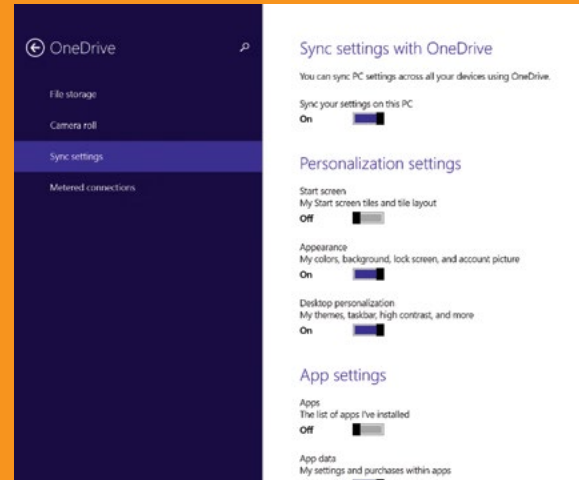 OneDrive
File storage
Camera roll
Sync settings
Metered connections
Sync settings with OneDrive
You can sync PC settings across all your devices using OneDrive.
Sync your settings on this PC
On
Personalization settings
Start screen
My Start screen tiles and tile layout
Off
Appearance
My colors, background, lock screen, and account picture
On
Desktop personalization
My themes, taskbar, high contrast, and more
On
App settings
Apps
The list of apps I've installed
Off
App data
My settings and purchases within apps